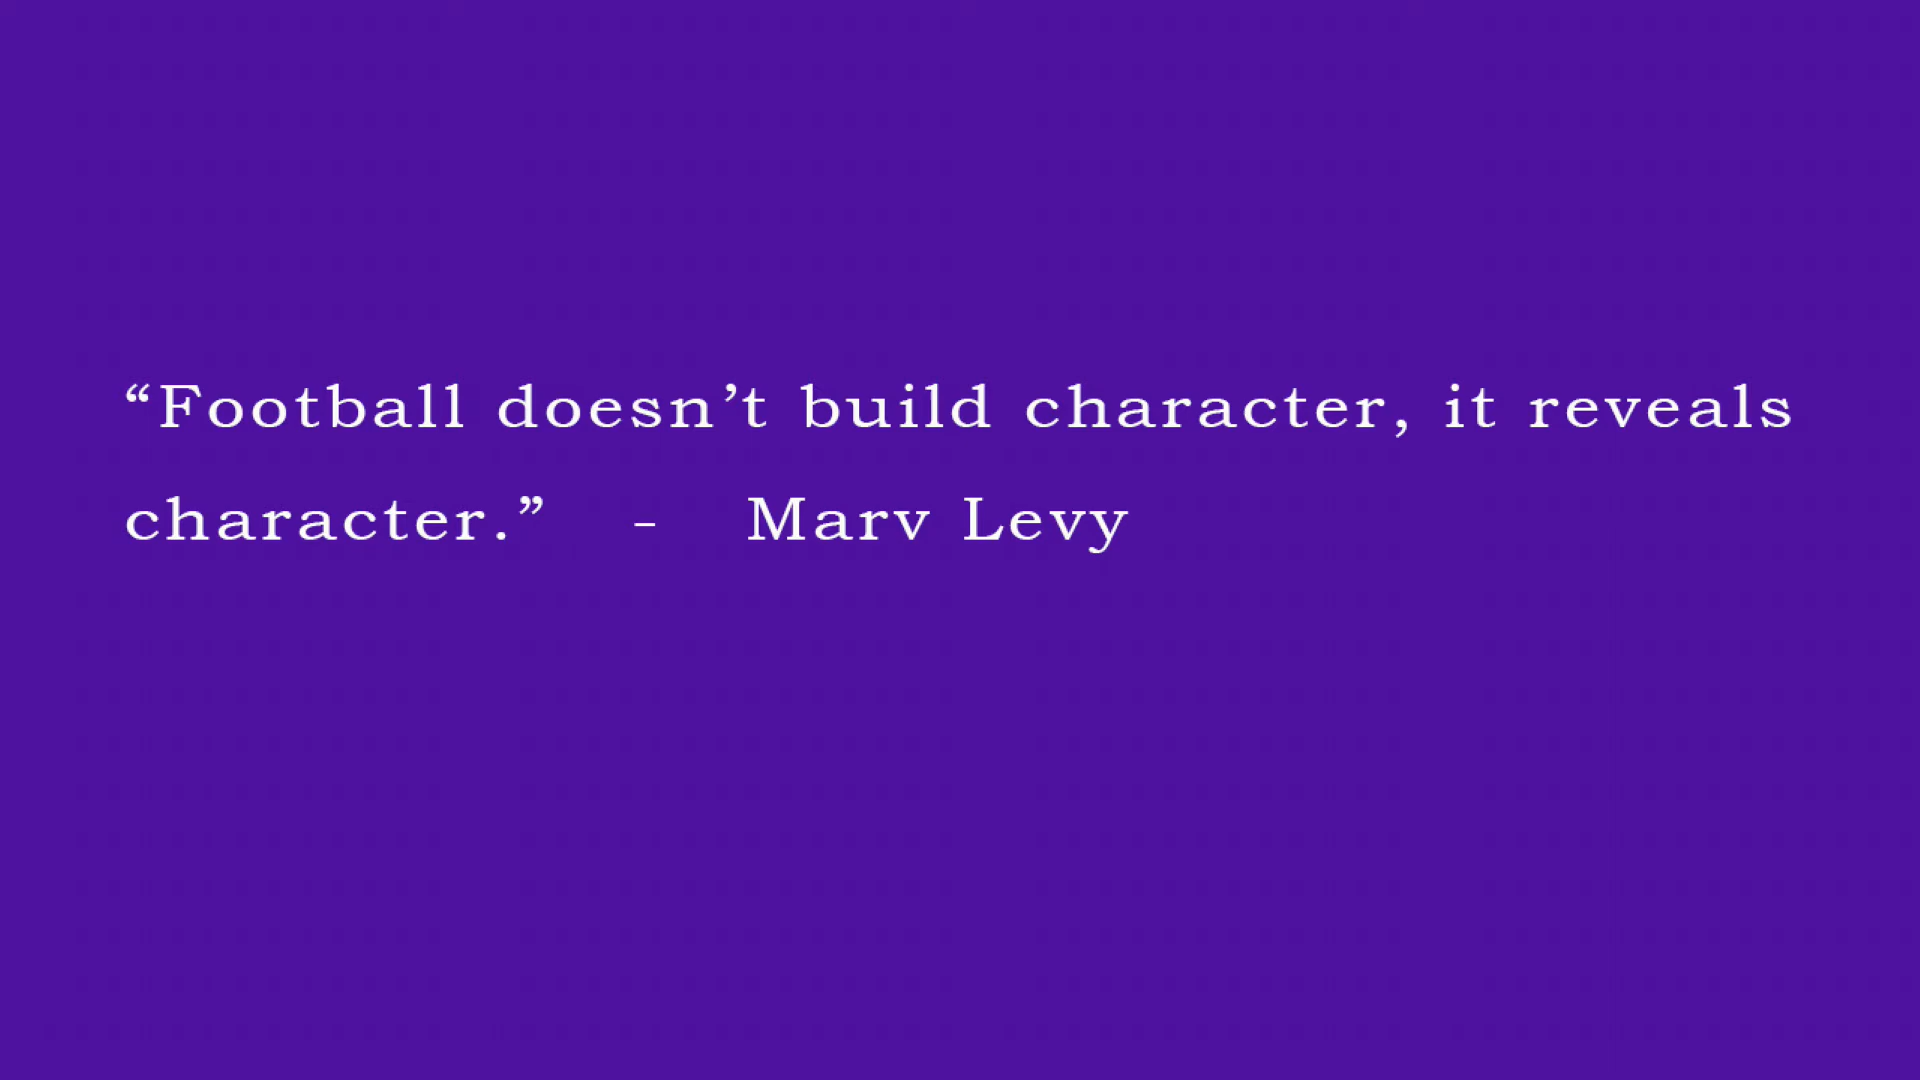 “Football doesn’t build character, it reveals
character.”  -  Marv Levy